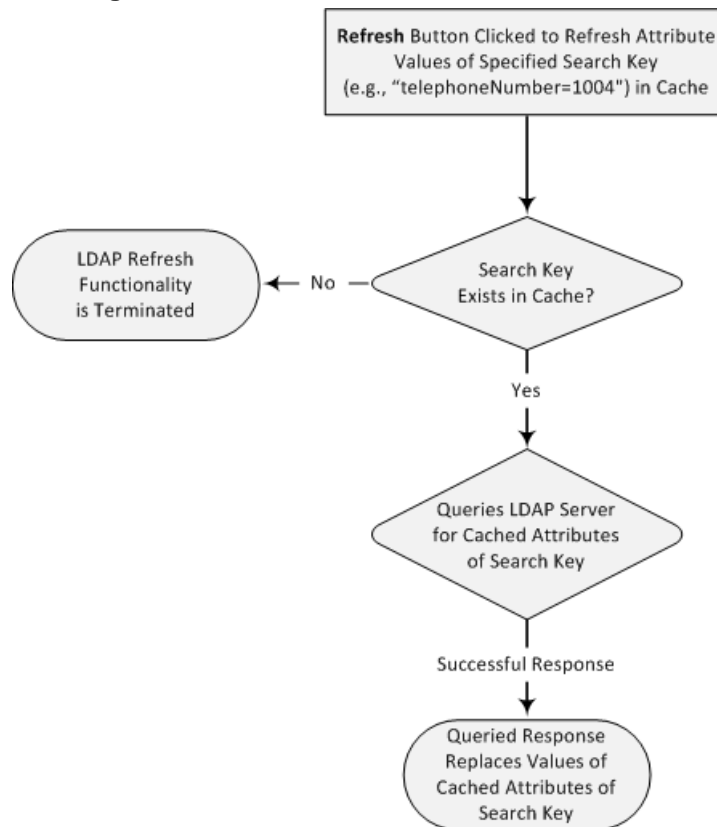 Refresh Button Clicked to Refresh Attribute
Values of Specified Search Key
(e.g., “telephoneNumber=1004") in Cache
LDAP Refresh
Functionality
is Terminated
No
Search Key
Exists in Cache?
Yes
Queries LDAP Server
for Cached Attributes
of Search Key
Successful Response
Queried Response
Replaces Values of
Cached Attributes of
Search Key